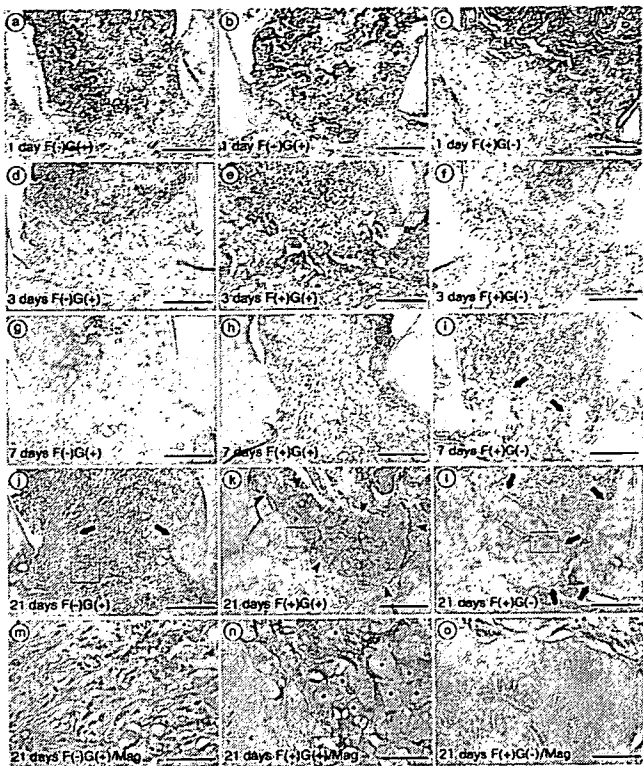 a b c
1 day F(-)G(+) 1 day F(+)G(+) 1 day F(+)G(-)
d e f
3 days F(-)G(+) 3 days F(+)G(+) 3 days F(+)G(-)
g h i
7 days F(-)G(+) 7 days F(+)G(+) 7 days F(+)G(-)
j k l
21 days F(-)G(+) 21 days F(+)G(+) 21 days F(+)G(-)
m n o
21 days F(-)G(+)/Mag 21 days F(+)G(+)/Mag 21 days F(+)G(-)/Mag